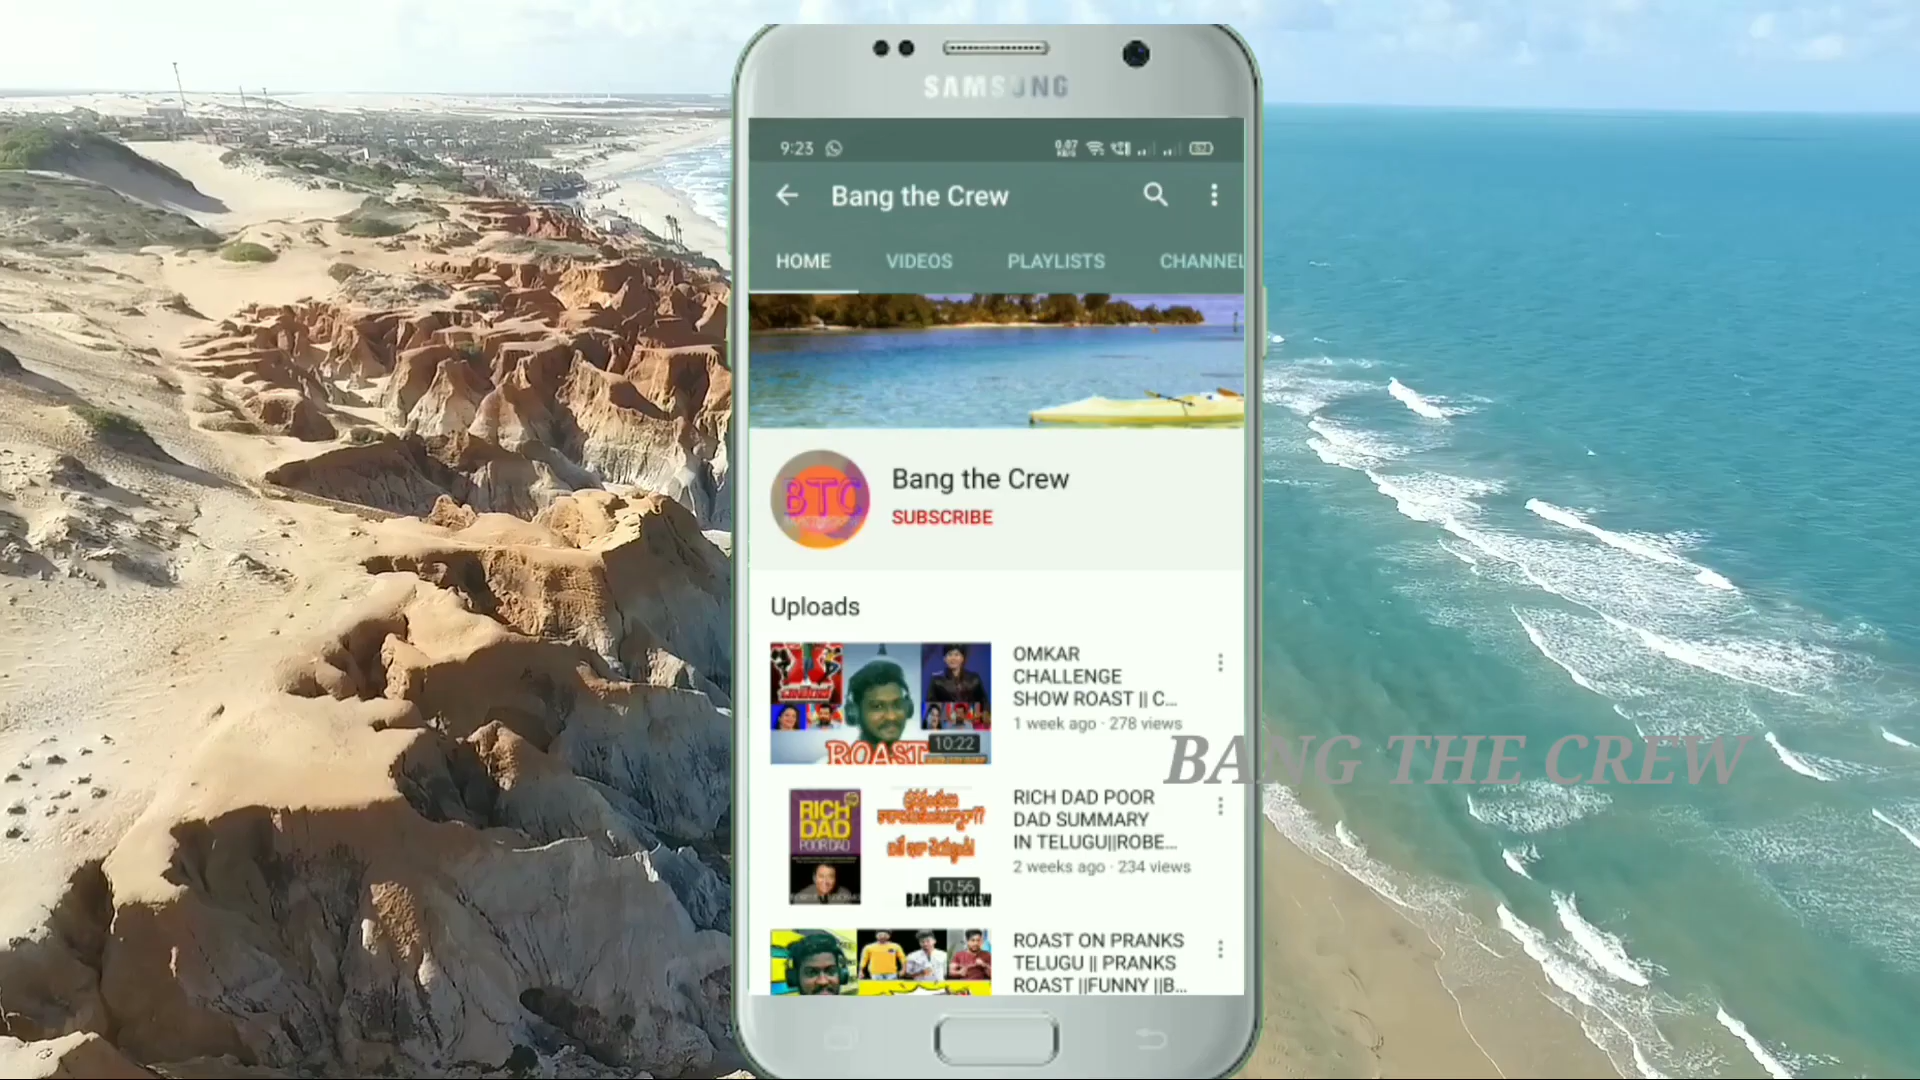 SAMSUNG
9:23
0.07
KB/S
Bang the Crew
HOME VIDEOS PLAYLISTS CHANNEL
BTC
Bang the Crew
SUBSCRIBE
Uploads
OMKAR
CHALLENGE
SHOW ROAST || C...
1 week ago · 278 views
ROAST
10:22
BANG THE CREW
RICH DAD POOR
DAD SUMMARY
IN TELUGU||ROBE...
2 weeks ago · 234 views
RICH
DAD
POOR DAD
10:56
BANG THE CREW
ROAST ON PRANKS
TELUGU || PRANKS
ROAST ||FUNNY ||B...